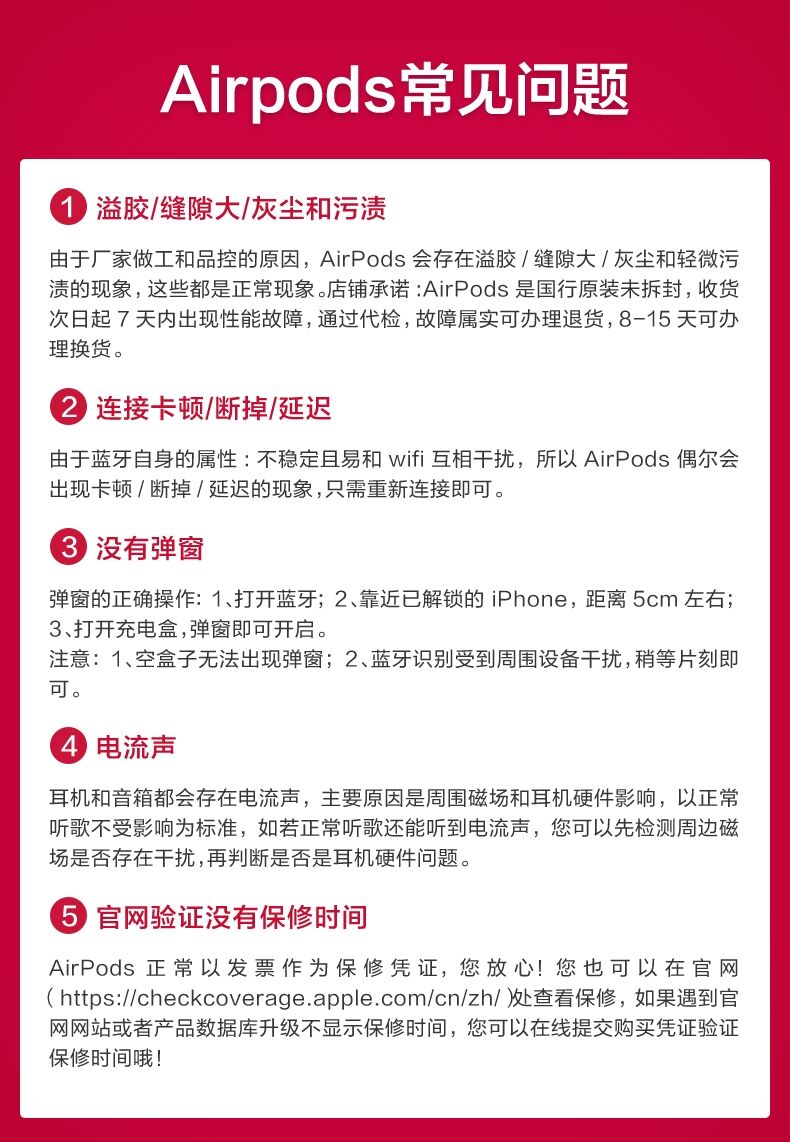 Airpods常见问题
1 溢胶/缝隙大/灰尘和污渍
由于厂家做工和品控的原因，AirPods 会存在溢胶 / 缝隙大 / 灰尘和轻微污
渍的现象，这些都是正常现象。店铺承诺：AirPods 是国行原装未拆封，收货
次日起 7 天内出现性能故障，通过代检，故障属实可办理退货，8-15 天可办
理换货。
2 连接卡顿/断掉/延迟
由于蓝牙自身的属性：不稳定且易和 wifi 互相干扰，所以 AirPods 偶尔会
出现卡顿 / 断掉 / 延迟的现象，只需重新连接即可。
3 没有弹窗
弹窗的正确操作：1、打开蓝牙；2、靠近已解锁的 iPhone，距离 5cm 左右；
3、打开充电盒，弹窗即可开启。
注意：1、空盒子无法出现弹窗；2、蓝牙识别受到周围设备干扰，稍等片刻即
可。
4 电流声
耳机和音箱都会存在电流声，主要原因是周围磁场和耳机硬件影响，以正常
听歌不受影响为标准，如若正常听歌还能听到电流声，您可以先检测周边磁
场是否存在干扰，再判断是否是耳机硬件问题。
5 官网验证没有保修时间
AirPods 正常以发票作为保修凭证，您放心！您也可以在官网
（https://checkcoverage.apple.com/cn/zh/）处查看保修，如果遇到官
网网站或者产品数据库升级不显示保修时间，您可以在线提交购买凭证验证
保修时间哦！